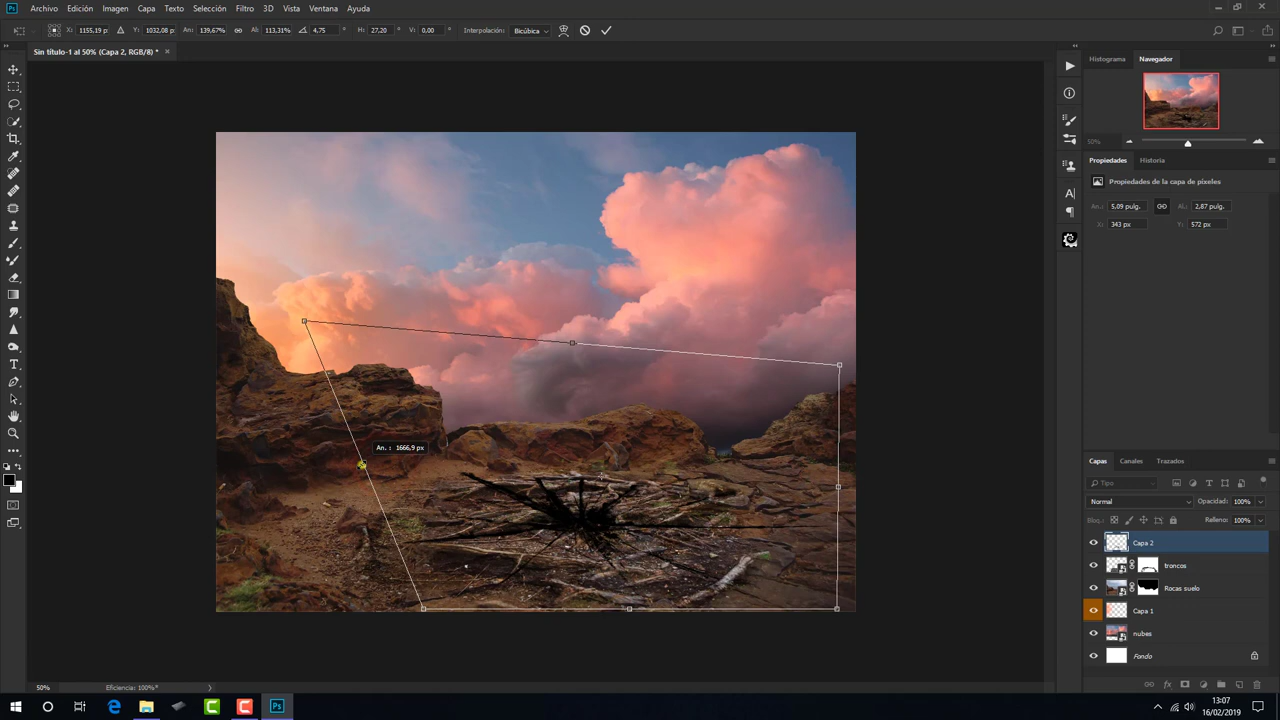 Ps Archivo Edición Imagen Capa Texto Selección Filtro 3D Vista Ventana Ayuda
X: 1155,19 p Y: 1032,08 p An: 139,67% Al: 113,31% 4,75 ° H: 27,20 ° V: 0,00 ° Interpolación: Bicúbica
Sin título-1 al 50% (Capa 2, RGB/8) * ×
Histograma Navegador
50%
Propiedades Historia
Propiedades de la capa de píxeles
An.: 5,09 pulg. Al.: 2,87 pulg.
X: 343 px Y: 572 px
An. : 1666,9 px
Capas Canales Trazados
Tipo
Normal Opacidad: 100%
Bloq.: Relleno: 100%
Capa 2
troncos
Rocas suelo
Capa 1
nubes
Fondo
50% Eficiencia: 100%*
13:07
16/02/2019